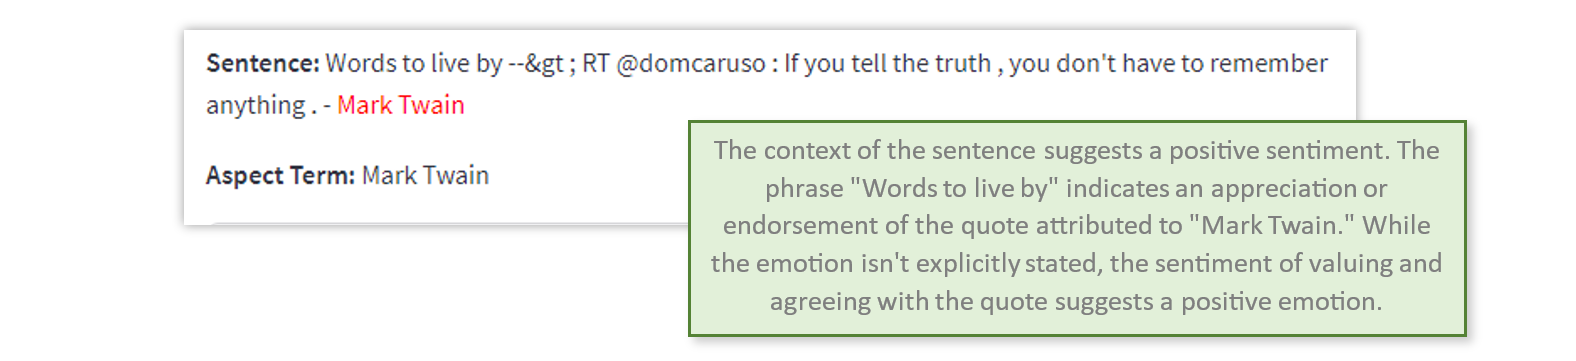 Sentence: Words to live by --&gt ; RT @domcaruso : If you tell the truth , you don't have to remember
anything . - Mark Twain
Aspect Term: Mark Twain
The context of the sentence suggests a positive sentiment. The
phrase "Words to live by" indicates an appreciation or
endorsement of the quote attributed to "Mark Twain." While
the emotion isn't explicitly stated, the sentiment of valuing and
agreeing with the quote suggests a positive emotion.